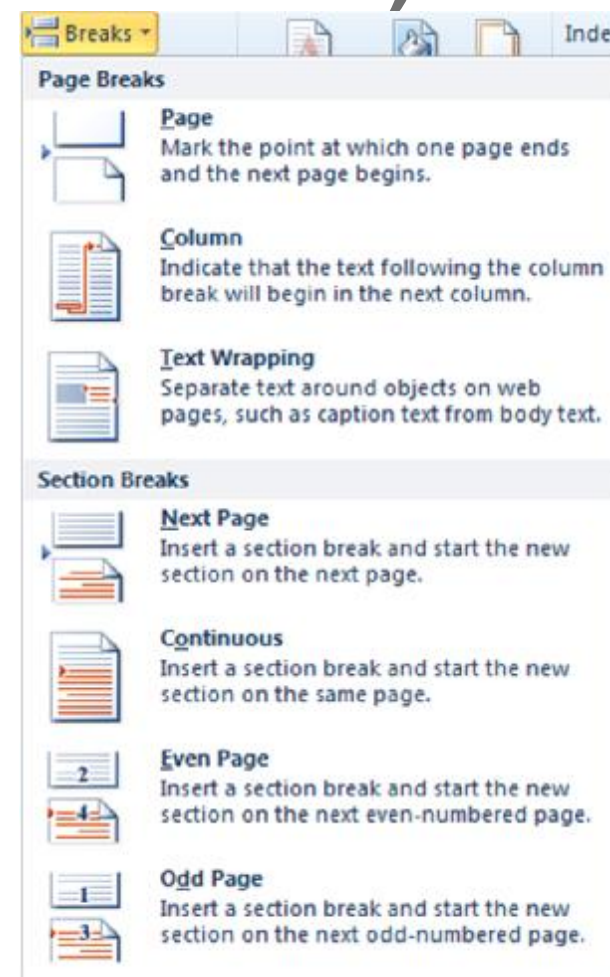 Breaks
Page Breaks
Page
Mark the point at which one page ends
and the next page begins.
Column
Indicate that the text following the column
break will begin in the next column.
Text Wrapping
Separate text around objects on web
pages, such as caption text from body text.
Section Breaks
Next Page
Insert a section break and start the new
section on the next page.
Continuous
Insert a section break and start the new
section on the same page.
2
Even Page
Insert a section break and start the new
section on the next even-numbered page.
4
1
Odd Page
Insert a section break and start the new
section on the next odd-numbered page.
3